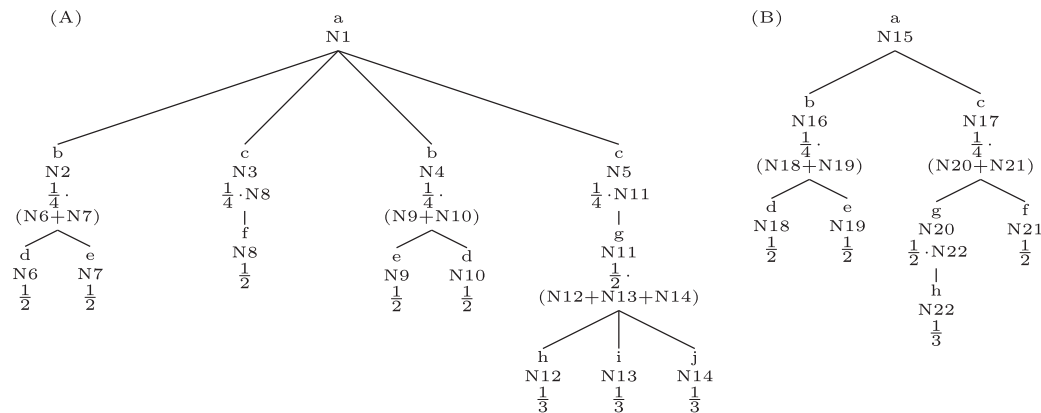 (A)
a
N1
b
N2
1/4 ·
(N6+N7)
d
N6
1/2
e
N7
1/2
c
N3
1/4 ·N8
f
N8
1/2
b
N4
1/4 ·
(N9+N10)
e
N9
1/2
d
N10
1/2
c
N5
1/4 ·N11
g
N11
1/2 ·
(N12+N13+N14)
h
N12
1/3
i
N13
1/3
j
N14
1/3
(B)
a
N15
b
N16
1/4 ·
(N18+N19)
d
N18
1/2
e
N19
1/2
c
N17
1/4 ·
(N20+N21)
g
N20
1/2 ·N22
h
N22
1/3
f
N21
1/2